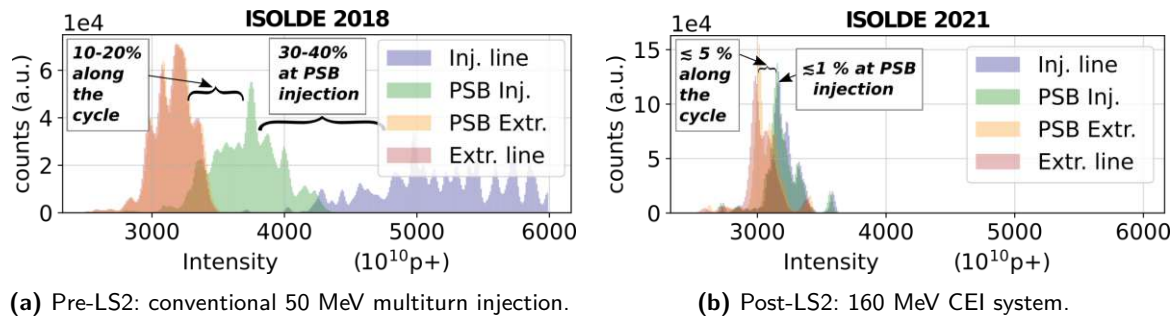 ISOLDE 2018
1e4
10-20%
along
the
cycle
30-40%
at PSB
injection
Inj. line
PSB Inj.
PSB Extr.
Extr. line
counts (a.u.)
6
4
2
0
3000 4000 5000 6000
Intensity (10¹⁰p+)
(a) Pre-LS2: conventional 50 MeV multiturn injection.
ISOLDE 2021
1e4
≲ 5 %
along
the
cycle
≲1 % at PSB
injection
Inj. line
PSB Inj.
PSB Extr.
Extr. line
counts (a.u.)
15
10
5
0
3000 4000 5000 6000
Intensity (10¹⁰p+)
(b) Post-LS2: 160 MeV CEI system.